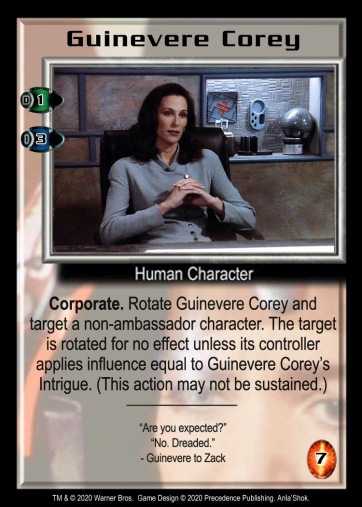 Guinevere Corey
D 1
I 3
Human Character
Corporate. Rotate Guinevere Corey and
target a non-ambassador character. The target
is rotated for no effect unless its controller
applies influence equal to Guinevere Corey's
Intrigue. (This action may not be sustained.)
"Are you expected?"
"No. Dreaded."
- Guinevere to Zack
7
TM & © 2020 Warner Bros. Game Design © 2020 Precedence Publishing. Anla'Shok.